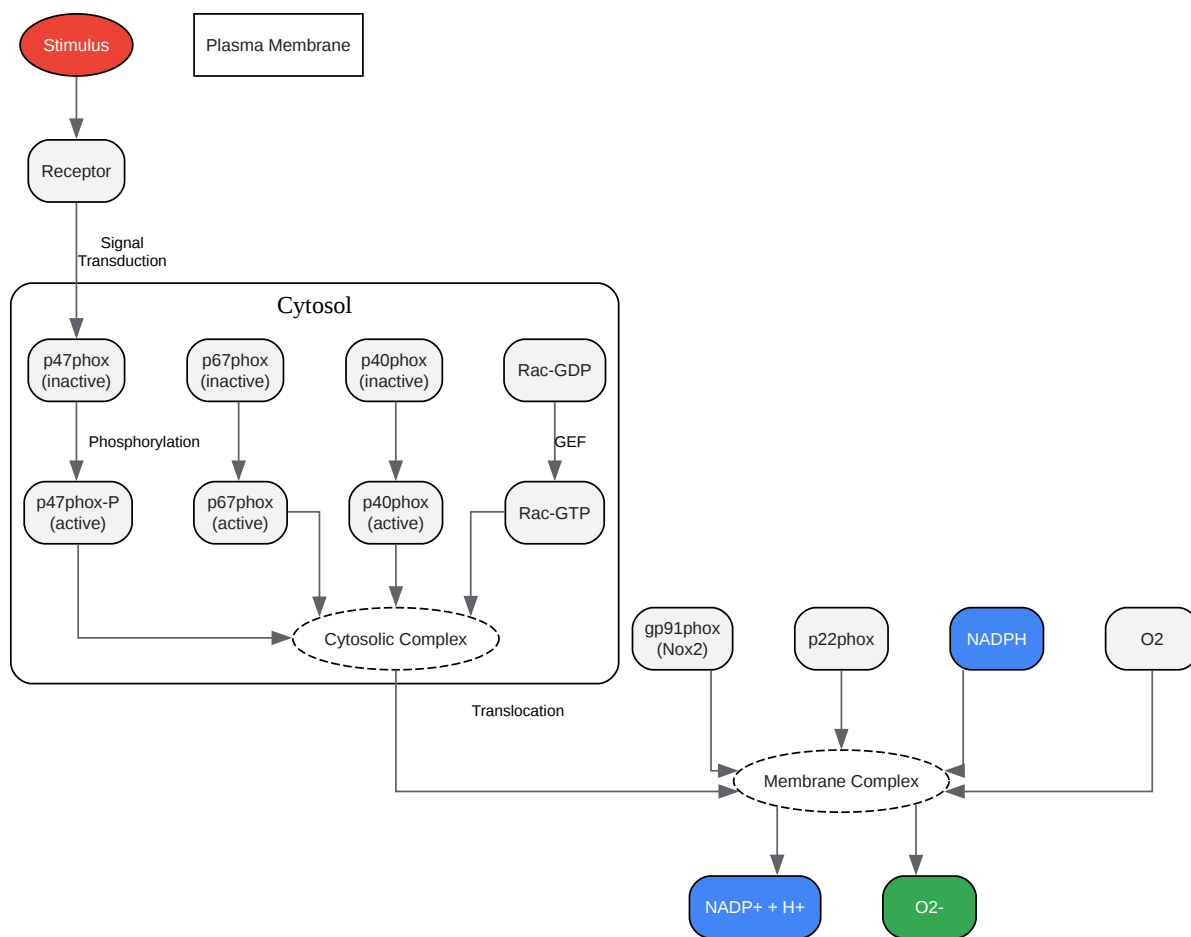 Stimulus
Plasma Membrane
Receptor
Signal
Transduction
Cytosol
p47phox
(inactive)
p67phox
(inactive)
p40phox
(inactive)
Rac-GDP
Phosphorylation
GEF
p47phox-P
(active)
p67phox
(active)
p40phox
(active)
Rac-GTP
Cytosolic Complex
gp91phox
(Nox2)
p22phox
NADPH
O2
Translocation
Membrane Complex
NADP+ + H+
O2-